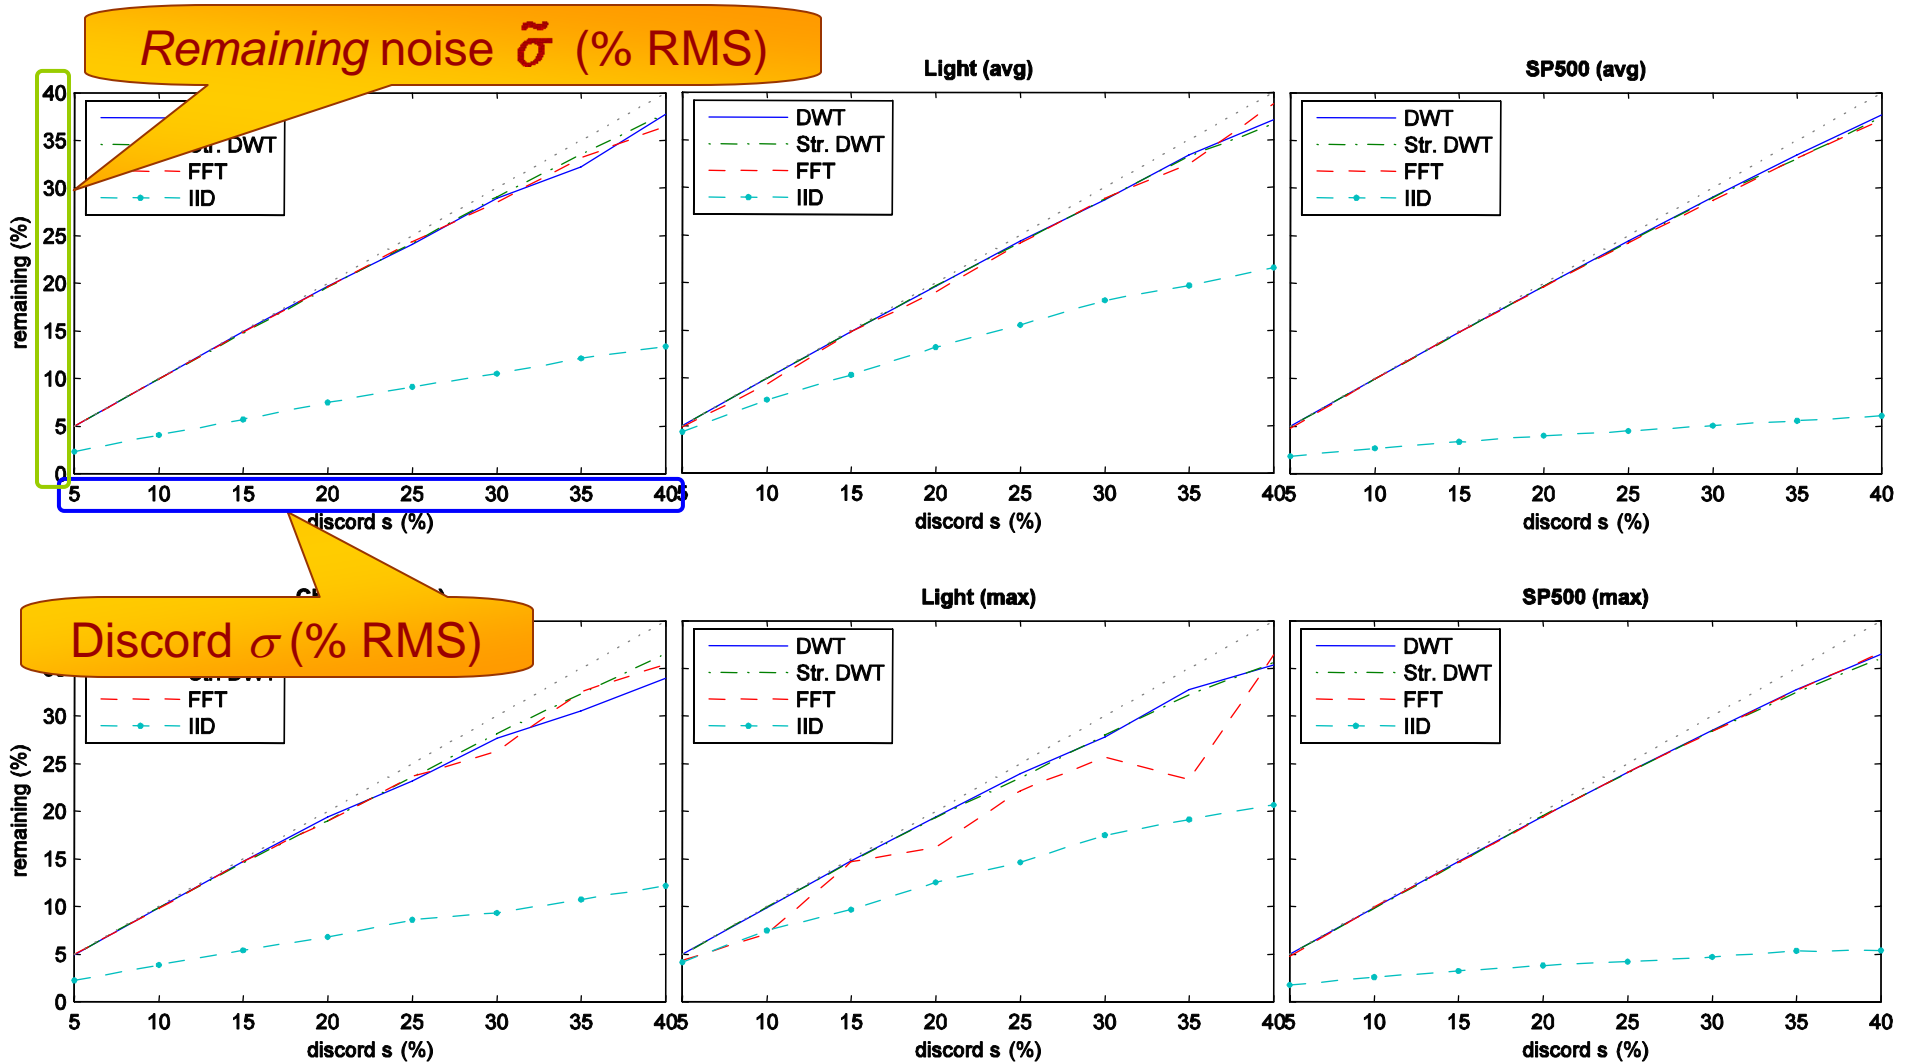 Remaining noise σ̃ (% RMS)
Light (avg)
SP500 (avg)
40
35
30
25
20
15
10
5
0
remaining (%)
Str. DWT
FFT
IID
5 10 15 20 25 30 35 40
discord s (%)
DWT
Str. DWT
FFT
IID
5 10 15 20 25 30 35 40
discord s (%)
DWT
Str. DWT
FFT
IID
5 10 15 20 25 30 35 40
discord s (%)
Discord σ (% RMS)
Light (max)
SP500 (max)
30
25
20
15
10
5
0
remaining (%)
Str. DWT
FFT
IID
5 10 15 20 25 30 35 40
discord s (%)
DWT
Str. DWT
FFT
IID
5 10 15 20 25 30 35 40
discord s (%)
DWT
Str. DWT
FFT
IID
5 10 15 20 25 30 35 40
discord s (%)